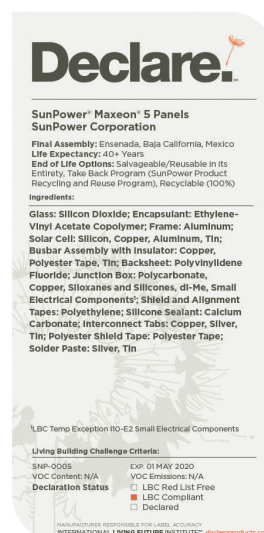 Declare.
SunPower® Maxeon® 5 Panels
SunPower Corporation
Final Assembly: Ensenada, Baja California, Mexico
Life Expectancy: 40+ Years
End of Life Options: Salvageable/Reusable in its
Entirety, Take Back Program (SunPower Product
Recycling and Reuse Program), Recyclable (100%)
Ingredients:
Glass: Silicon Dioxide; Encapsulant: Ethylene-
Vinyl Acetate Copolymer; Frame: Aluminum;
Solar Cell: Silicon, Copper, Aluminum, Tin;
Busbar Assembly with Insulator: Copper,
Polyester Tape, Tin; Backsheet: Polyvinylidene
Fluoride; Junction Box: Polycarbonate,
Copper, Siloxanes and Silicones, di-Me, Small
Electrical Components¹; Shield and Alignment
Tapes: Polyethylene; Silicone Sealant: Calcium
Carbonate; Interconnect Tabs: Copper, Silver,
Tin; Polyester Shield Tape: Polyester Tape;
Solder Paste: Silver, Tin
¹LBC Temp Exception I10-E2 Small Electrical Components
Living Building Challenge Criteria:
SNP-0005 EXP. 01 MAY 2020
VOC Content: N/A VOC Emissions: N/A
Declaration Status LBC Red List Free
LBC Compliant
Declared
MANUFACTURER RESPONSIBLE FOR LABEL ACCURACY
INTERNATIONAL LIVING FUTURE INSTITUTE℠ declareproducts.c